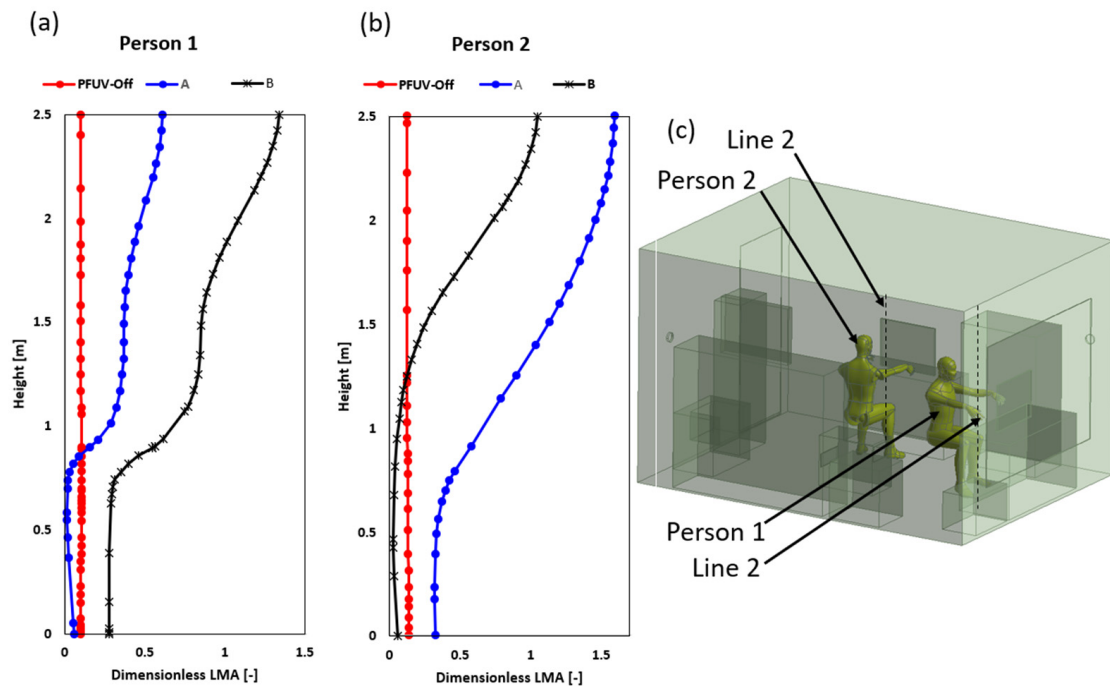 (a)
Person 1
PFUV-Off A B
Height [m]
2.5
2
1.5
1
0.5
0
0 0.5 1 1.5
Dimensionless LMA [-]
(b)
Person 2
PFUV-Off A B
Height [m]
2.5
2
1.5
1
0.5
0
0 0.5 1 1.5
Dimensionless LMA [-]
(c)
Line 2
Person 2
Person 1
Line 2